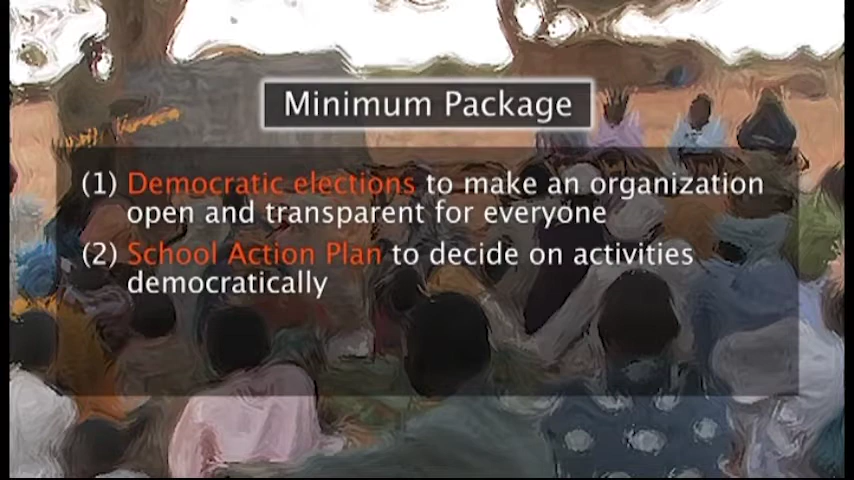 Minimum Package
(1) Democratic elections to make an organization
open and transparent for everyone
(2) School Action Plan to decide on activities
democratically